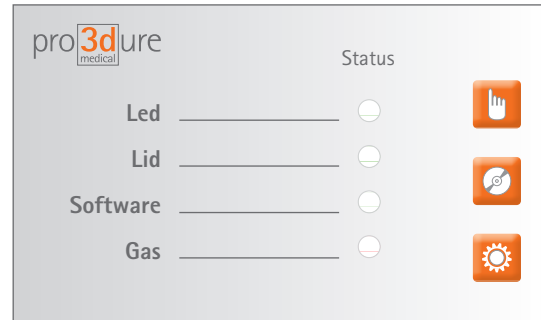 pro3dure
medical
Status
Led
Lid
Software
Gas